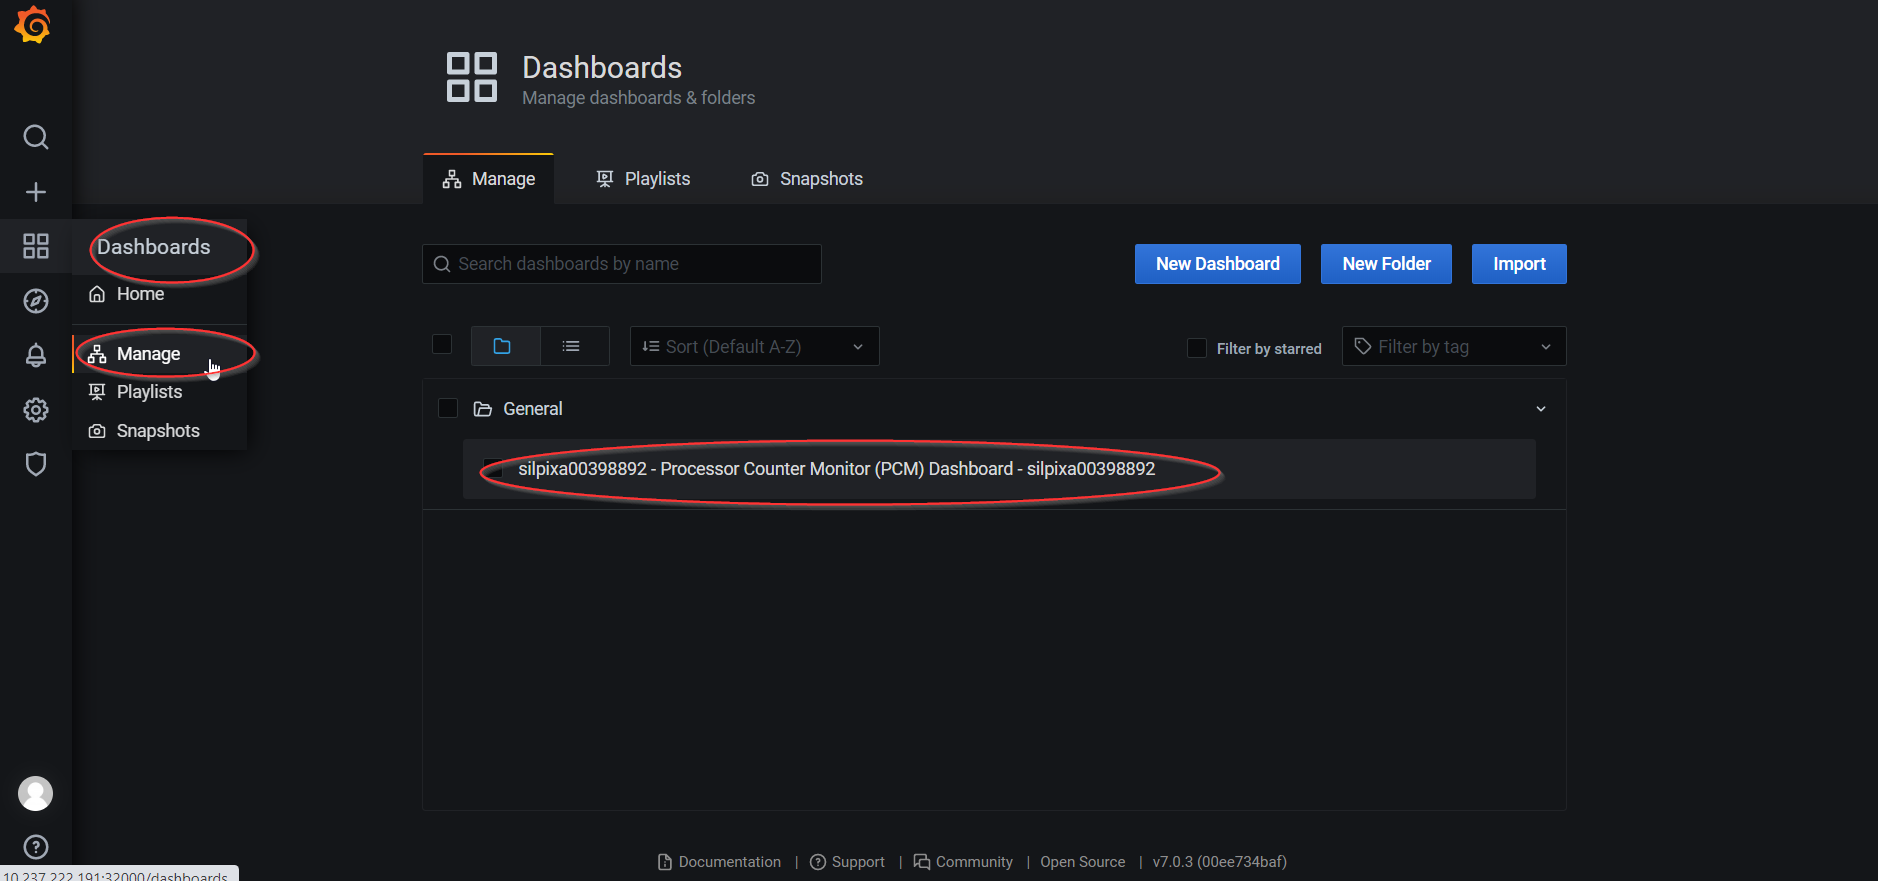 Dashboards
Manage dashboards & folders
Manage
Playlists
Snapshots
Dashboards
Home
Manage
Playlists
Snapshots
Search dashboards by name
New Dashboard
New Folder
Import
Sort (Default A-Z)
Filter by starred
Filter by tag
General
silpixa00398892 - Processor Counter Monitor (PCM) Dashboard - silpixa00398892
Documentation | Support | Community | Open Source | v7.0.3 (00ee734baf)
10.237.222.191:32000/dashboards